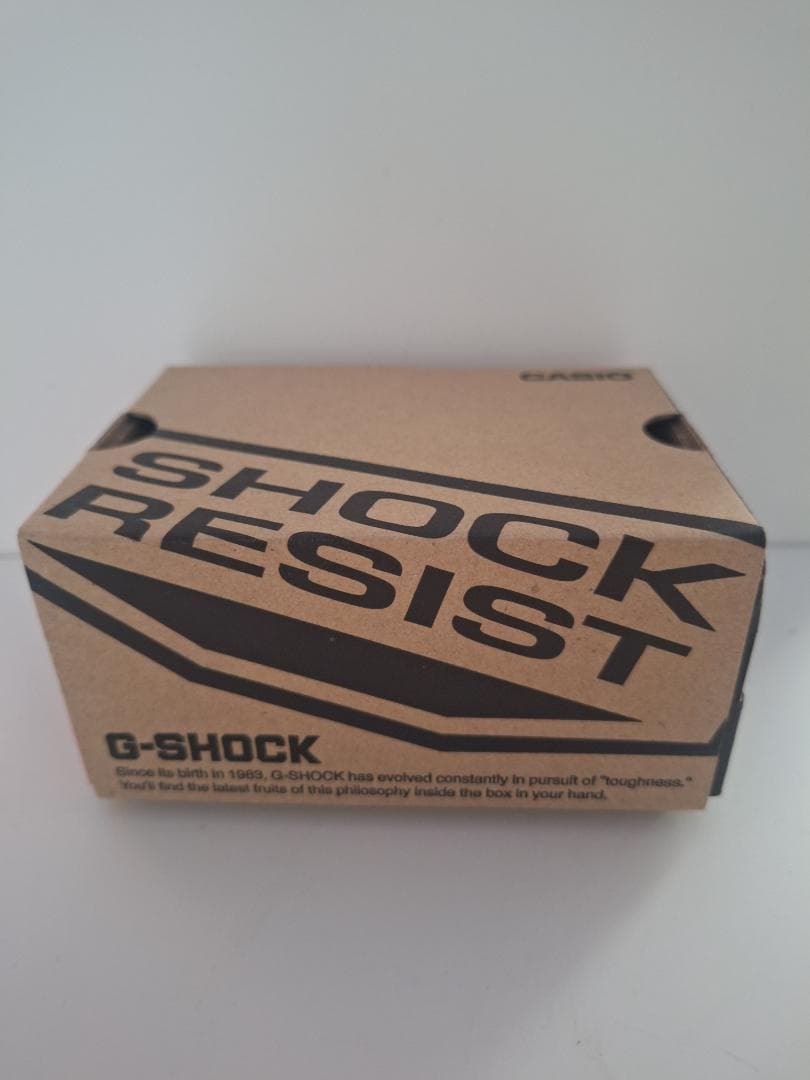 CASIO
SHOCK
RESIST
G-SHOCK
Since its birth in 1983, G-SHOCK has evolved constantly in pursuit of "toughness."
You'll find the latest fruits of this philosophy inside the box in your hand.